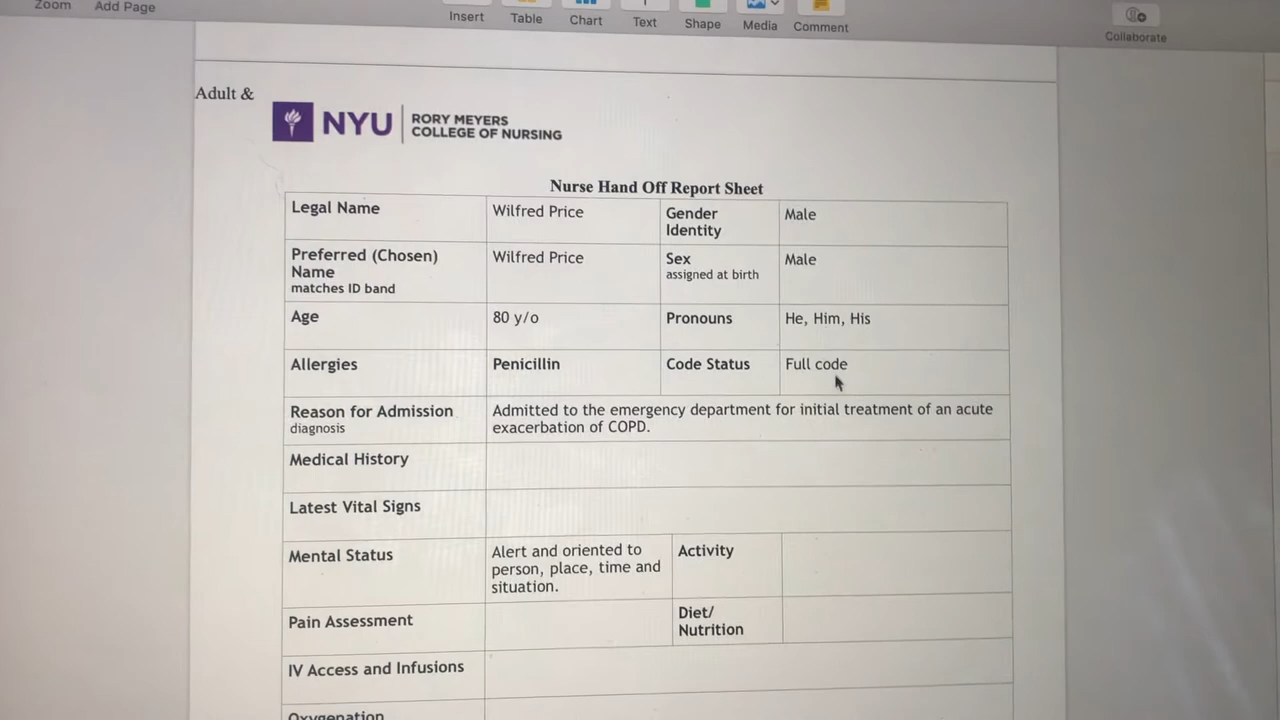 Zoom Add Page Insert Table Chart Text Shape Media Comment Collaborate
Adult &
NYU
RORY MEYERS
COLLEGE OF NURSING
Nurse Hand Off Report Sheet
Legal Name
Wilfred Price
Gender
Identity
Male
Preferred (Chosen)
Name
matches ID band
Wilfred Price
Sex
assigned at birth
Male
Age
80 y/o
Pronouns
He, Him, His
Allergies
Penicillin
Code Status
Full code
Reason for Admission
diagnosis
Admitted to the emergency department for initial treatment of an acute
exacerbation of COPD.
Medical History
Latest Vital Signs
Mental Status
Alert and oriented to
person, place, time and
situation.
Activity
Pain Assessment
Diet/
Nutrition
IV Access and Infusions
Oxygenation